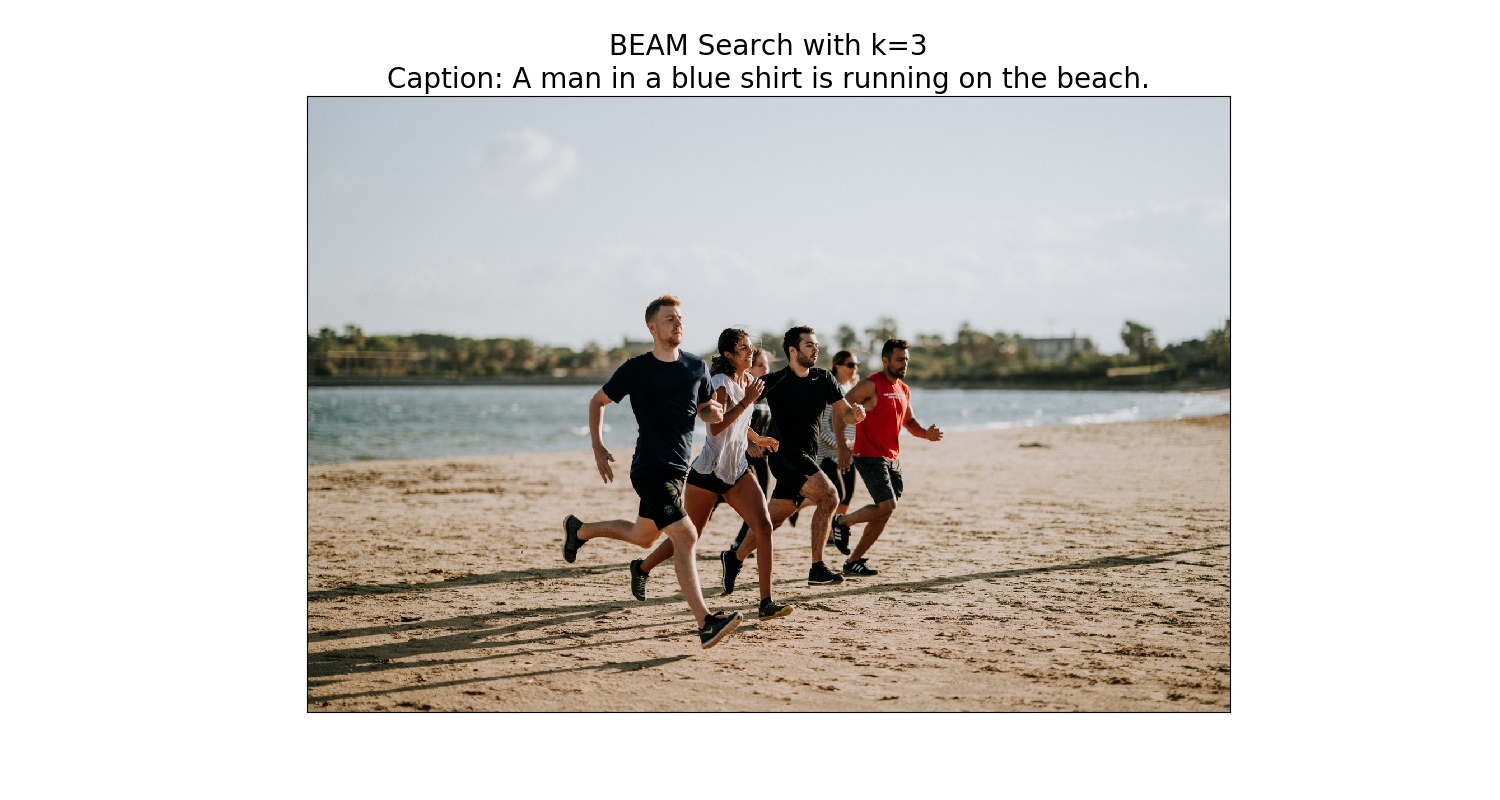 BEAM Search with k=3
Caption: A man in a blue shirt is running on the beach.